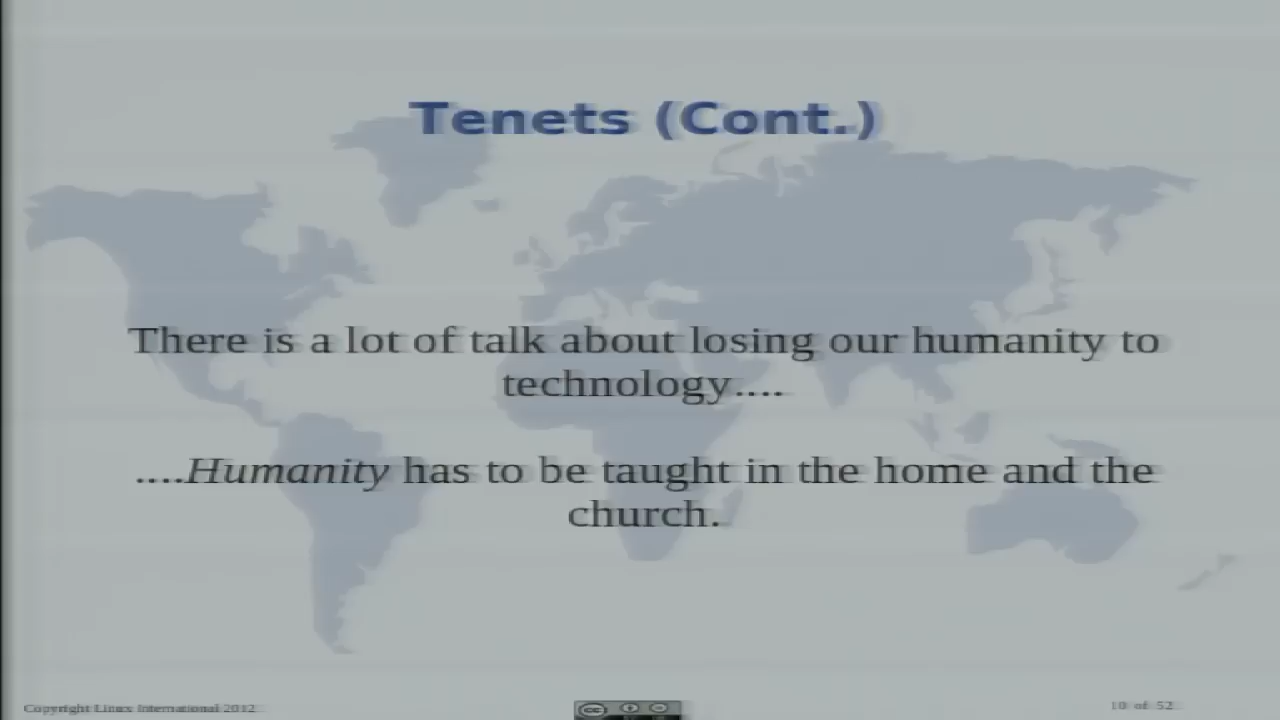 Tenets (Cont.)
There is a lot of talk about losing our humanity to
technology....
....Humanity has to be taught in the home and the
church.
Copyright Linux International 2012
10 of 52